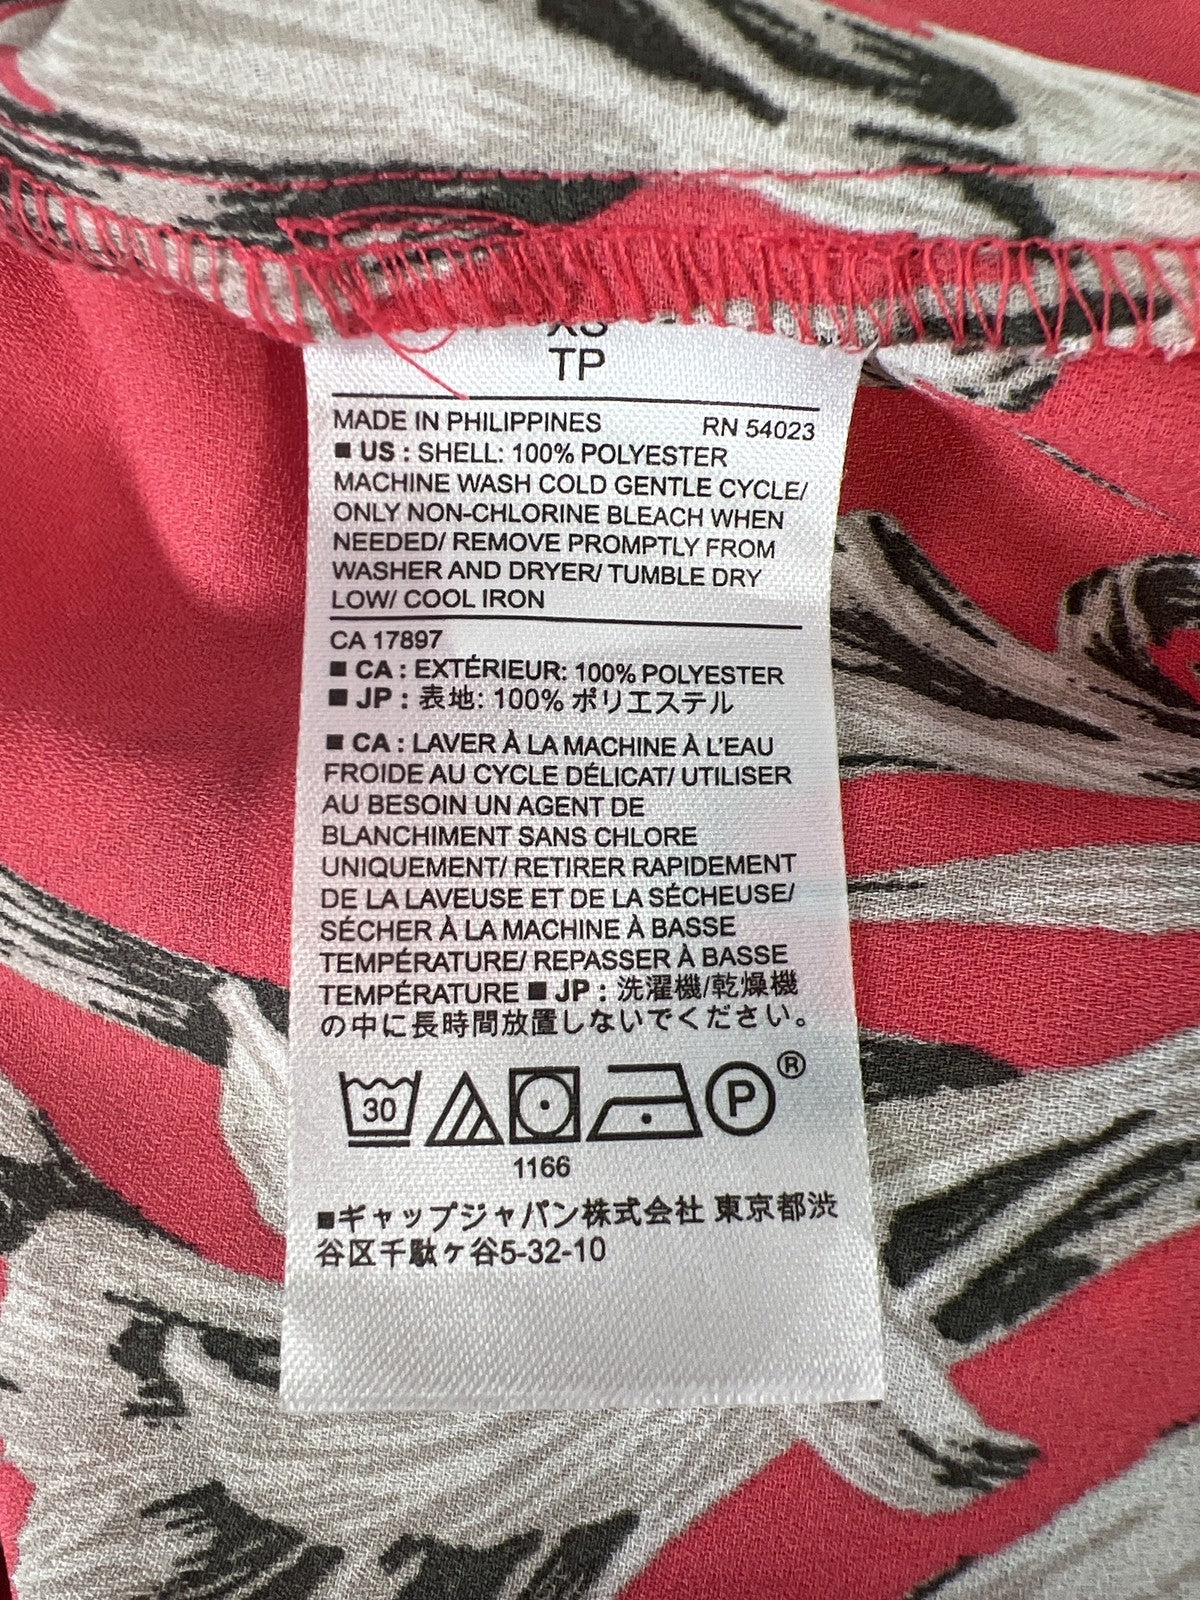 XS
TP
MADE IN PHILIPPINES RN 54023
■ US : SHELL: 100% POLYESTER
MACHINE WASH COLD GENTLE CYCLE/
ONLY NON-CHLORINE BLEACH WHEN
NEEDED/ REMOVE PROMPTLY FROM
WASHER AND DRYER/ TUMBLE DRY
LOW/ COOL IRON
CA 17897
■ CA : EXTÉRIEUR: 100% POLYESTER
■ JP : 表地: 100% ポリエステル
■ CA : LAVER À LA MACHINE À L'EAU
FROIDE AU CYCLE DÉLICAT/ UTILISER
AU BESOIN UN AGENT DE
BLANCHIMENT SANS CHLORE
UNIQUEMENT/ RETIRER RAPIDEMENT
DE LA LAVEUSE ET DE LA SÉCHEUSE/
SÉCHER À LA MACHINE À BASSE
TEMPÉRATURE/ REPASSER À BASSE
TEMPÉRATURE ■ JP : 洗濯機/乾燥機
の中に長時間放置しないでください。
30 P ®
1166
■ギャップジャパン株式会社 東京都渋
谷区千駄ヶ谷5-32-10